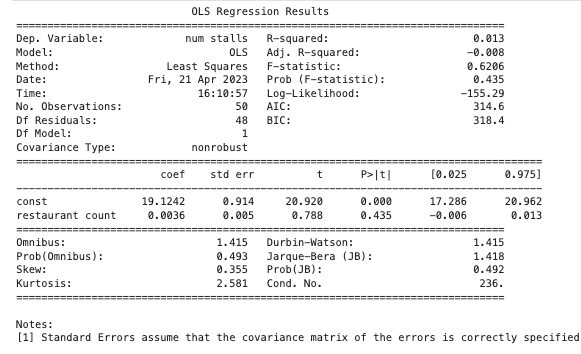 OLS Regression Results
==============================================================================
Dep. Variable: num stalls R-squared: 0.013
Model: OLS Adj. R-squared: -0.008
Method: Least Squares F-statistic: 0.6206
Date: Fri, 21 Apr 2023 Prob (F-statistic): 0.435
Time: 16:10:57 Log-Likelihood: -155.29
No. Observations: 50 AIC: 314.6
Df Residuals: 48 BIC: 318.4
Df Model: 1
Covariance Type: nonrobust
====================================================================================
coef std err t P>|t| [0.025 0.975]
------------------------------------------------------------------------------------
const 19.1242 0.914 20.920 0.000 17.286 20.962
restaurant count 0.0036 0.005 0.788 0.435 -0.006 0.013
==============================================================================
Omnibus: 1.415 Durbin-Watson: 1.415
Prob(Omnibus): 0.493 Jarque-Bera (JB): 1.418
Skew: 0.355 Prob(JB): 0.492
Kurtosis: 2.581 Cond. No. 236.
==============================================================================
Notes:
[1] Standard Errors assume that the covariance matrix of the errors is correctly specified